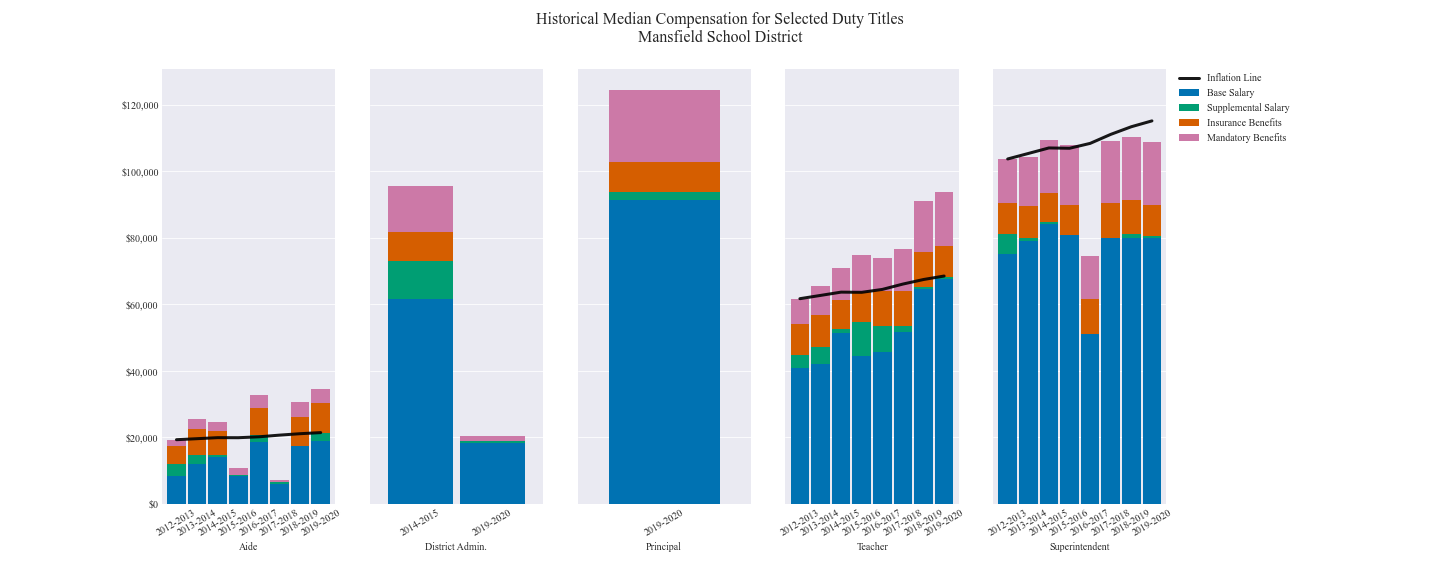 Historical Median Compensation for Selected Duty Titles
Mansfield School District
$120,000
$100,000
$80,000
$60,000
$40,000
$20,000
$0
Inflation Line
Base Salary
Supplemental Salary
Insurance Benefits
Mandatory Benefits
2012-2013
2013-2014
2014-2015
2015-2016
2016-2017
2017-2018
2018-2019
2019-2020
Aide
2014-2015
2019-2020
District Admin.
2019-2020
Principal
2012-2013
2013-2014
2014-2015
2015-2016
2016-2017
2017-2018
2018-2019
2019-2020
Teacher
2012-2013
2013-2014
2014-2015
2015-2016
2016-2017
2017-2018
2018-2019
2019-2020
Superintendent